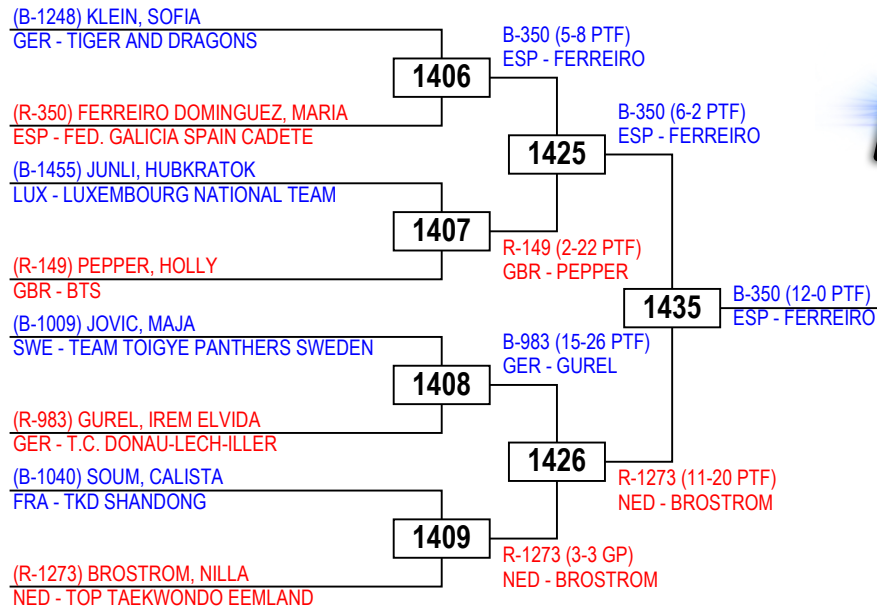 (B-1248) KLEIN, SOFIA
GER - TIGER AND DRAGONS
1406
(R-350) FERREIRO DOMINGUEZ, MARIA
ESP - FED. GALICIA SPAIN CADETE
B-350 (5-8 PTF)
ESP - FERREIRO
1425
(B-1455) JUNLI, HUBKRATOK
LUX - LUXEMBOURG NATIONAL TEAM
1407
(R-149) PEPPER, HOLLY
GBR - BTS
R-149 (2-22 PTF)
GBR - PEPPER
B-350 (6-2 PTF)
ESP - FERREIRO
1435
B-350 (12-0 PTF)
ESP - FERREIRO
(B-1009) JOVIC, MAJA
SWE - TEAM TOIGYE PANTHERS SWEDEN
1408
(R-983) GUREL, IREM ELVIDA
GER - T.C. DONAU-LECH-ILLER
B-983 (15-26 PTF)
GER - GUREL
1426
(B-1040) SOUM, CALISTA
FRA - TKD SHANDONG
1409
(R-1273) BROSTROM, NILLA
NED - TOP TAEKWONDO EEMLAND
R-1273 (3-3 GP)
NED - BROSTROM
R-1273 (11-20 PTF)
NED - BROSTROM